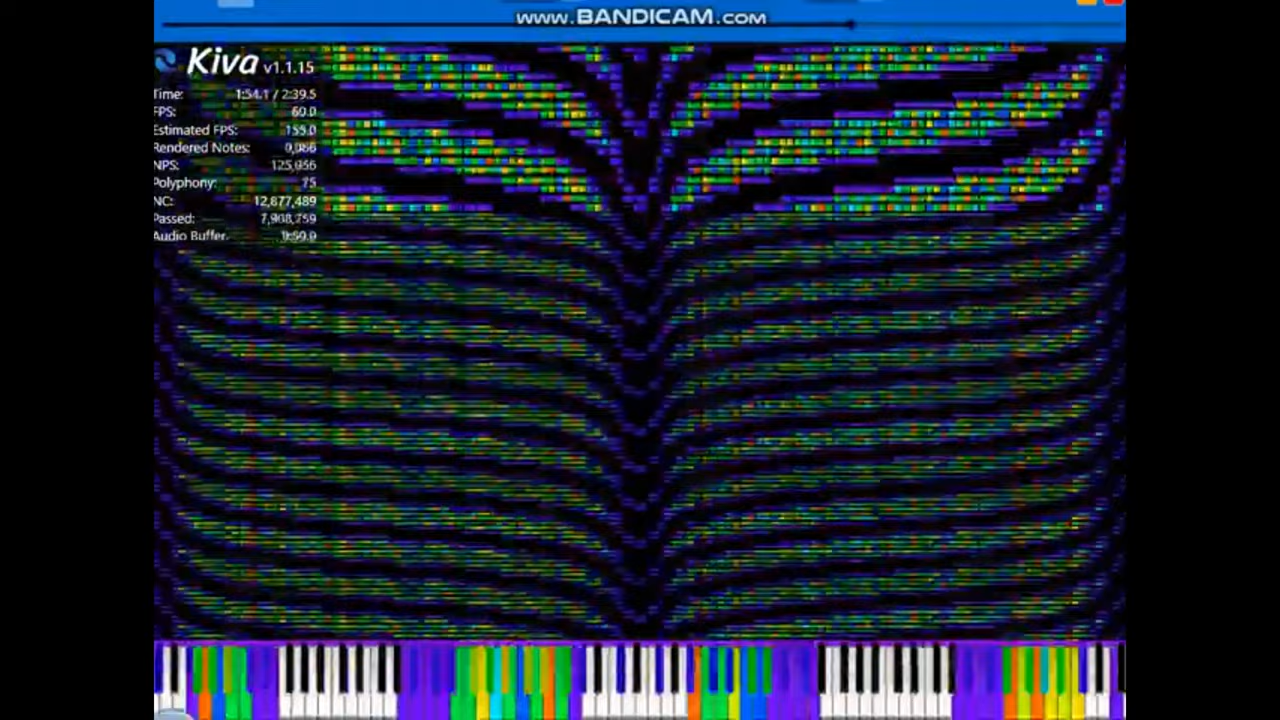 www.BANDICAM.com
Kiva v1.1.15
Time: 1:54.1 / 2:39.5
FPS: 60.0
Estimated FPS: 155.0
Rendered Notes:
NPS: 125,956
Polyphony: 75
NC: 12,877,489
Passed: 7,908,259
Audio Buffer: